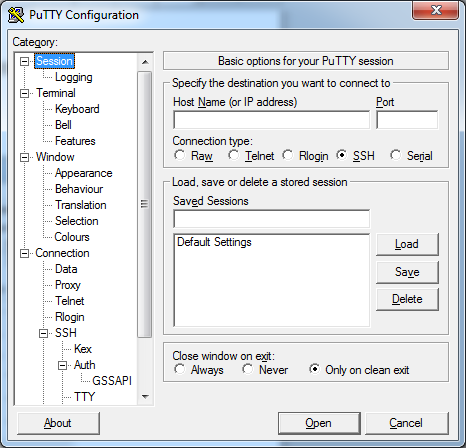 PuTTY Configuration
Category:
Session
Logging
Terminal
Keyboard
Bell
Features
Window
Appearance
Behaviour
Translation
Selection
Colours
Connection
Data
Proxy
Telnet
Rlogin
SSH
Kex
Auth
GSSAPI
TTY
Basic options for your PuTTY session
Specify the destination you want to connect to
Host Name (or IP address) Port
Connection type:
Raw Telnet Rlogin SSH Serial
Load, save or delete a stored session
Saved Sessions
Default Settings
Load
Save
Delete
Close window on exit:
Always Never Only on clean exit
About Open Cancel